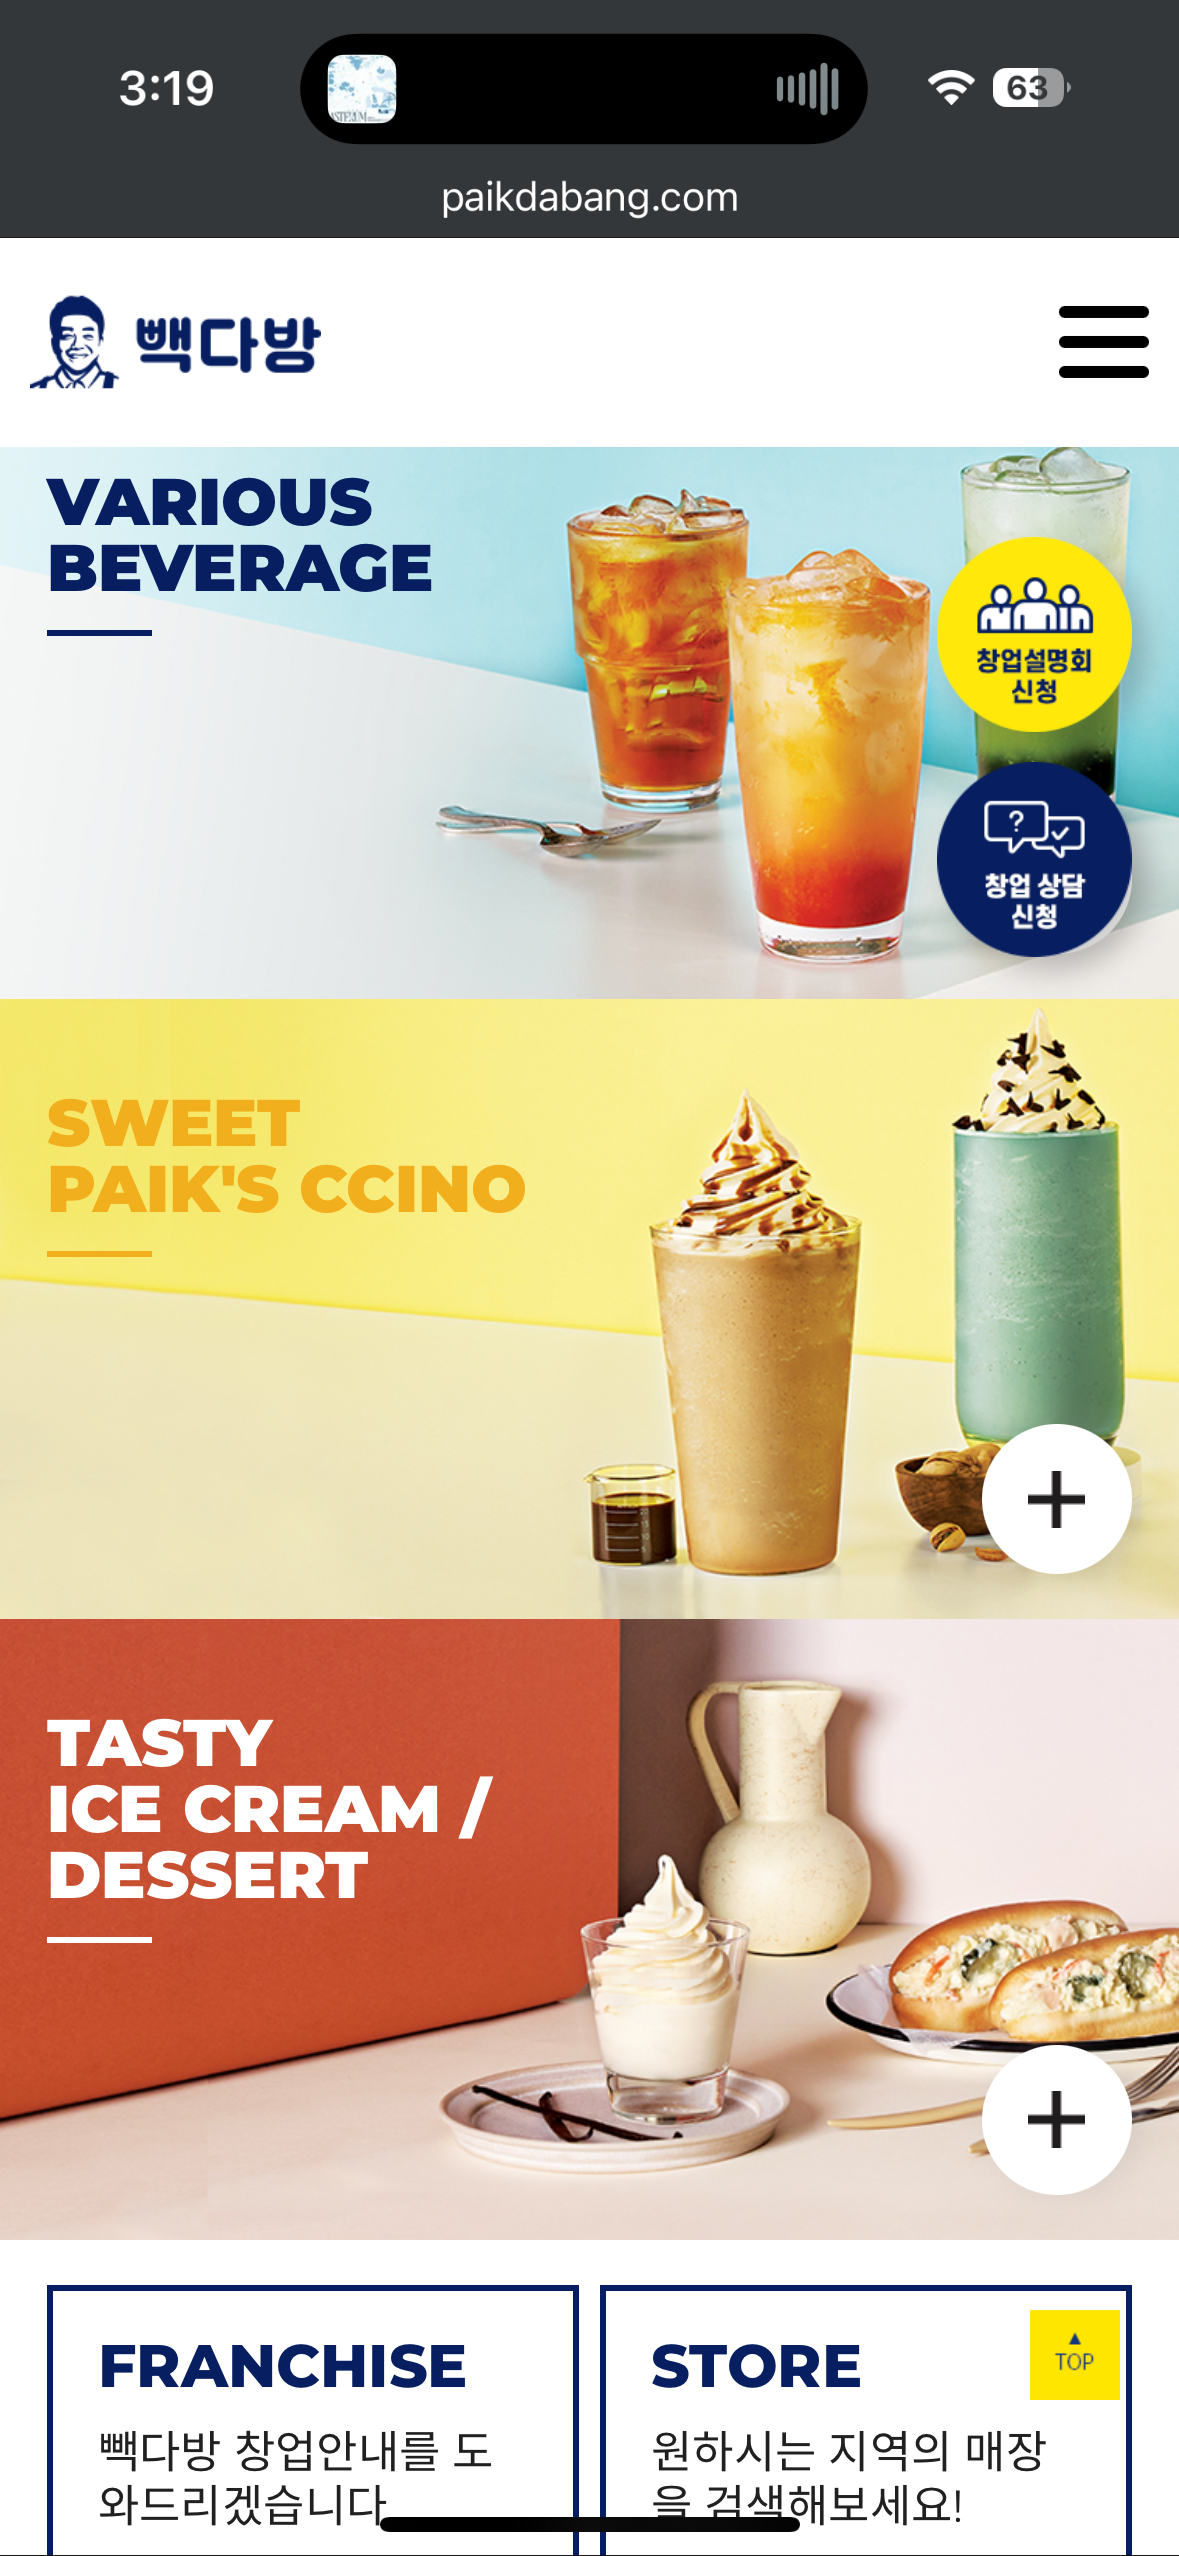 3:19
63
paikdabang.com
빽다방
VARIOUS
BEVERAGE
창업설명회
신청
창업 상담
신청
SWEET
PAIK'S CCINO
TASTY
ICE CREAM /
DESSERT
FRANCHISE
빽다방 창업안내를 도
와드리겠습니다
STORE
원하시는 지역의 매장
을 검색해보세요!
TOP